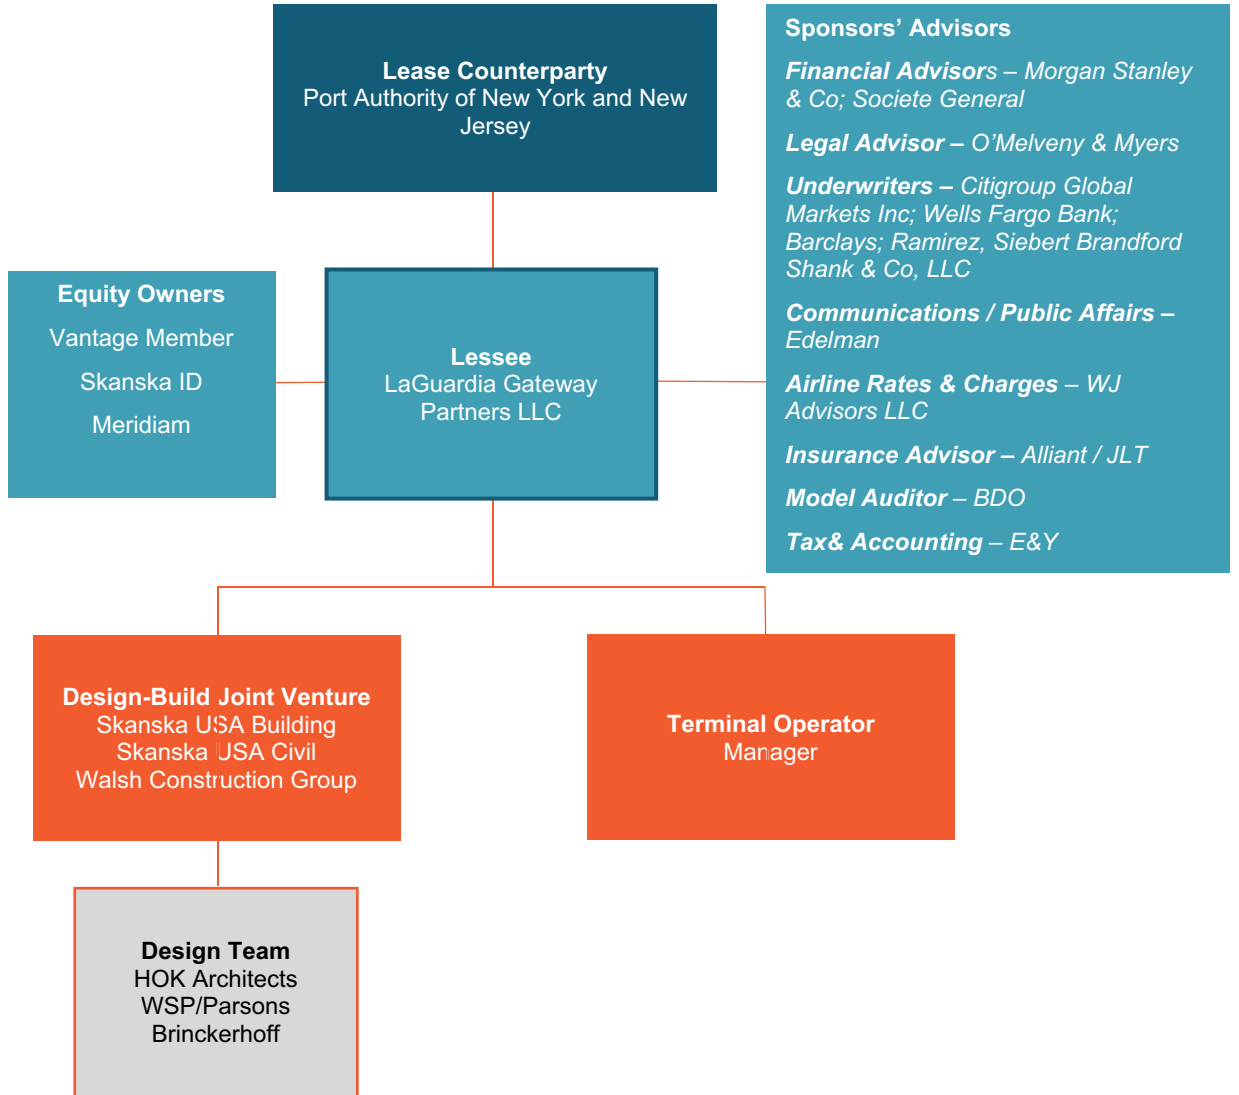 Lease Counterparty
Port Authority of New York and New
Jersey
Sponsors’ Advisors
Financial Advisors – Morgan Stanley
& Co; Societe General
Legal Advisor – O’Melveny & Myers
Underwriters – Citigroup Global
Markets Inc; Wells Fargo Bank;
Barclays; Ramirez, Siebert Brandford
Shank & Co, LLC
Communications / Public Affairs –
Edelman
Airline Rates & Charges – WJ
Advisors LLC
Insurance Advisor – Alliant / JLT
Model Auditor – BDO
Tax& Accounting – E&Y
Equity Owners
Vantage Member
Skanska ID
Meridiam
Lessee
LaGuardia Gateway
Partners LLC
Design-Build Joint Venture
Skanska USA Building
Skanska USA Civil
Walsh Construction Group
Terminal Operator
Manager
Design Team
HOK Architects
WSP/Parsons
Brinckerhoff